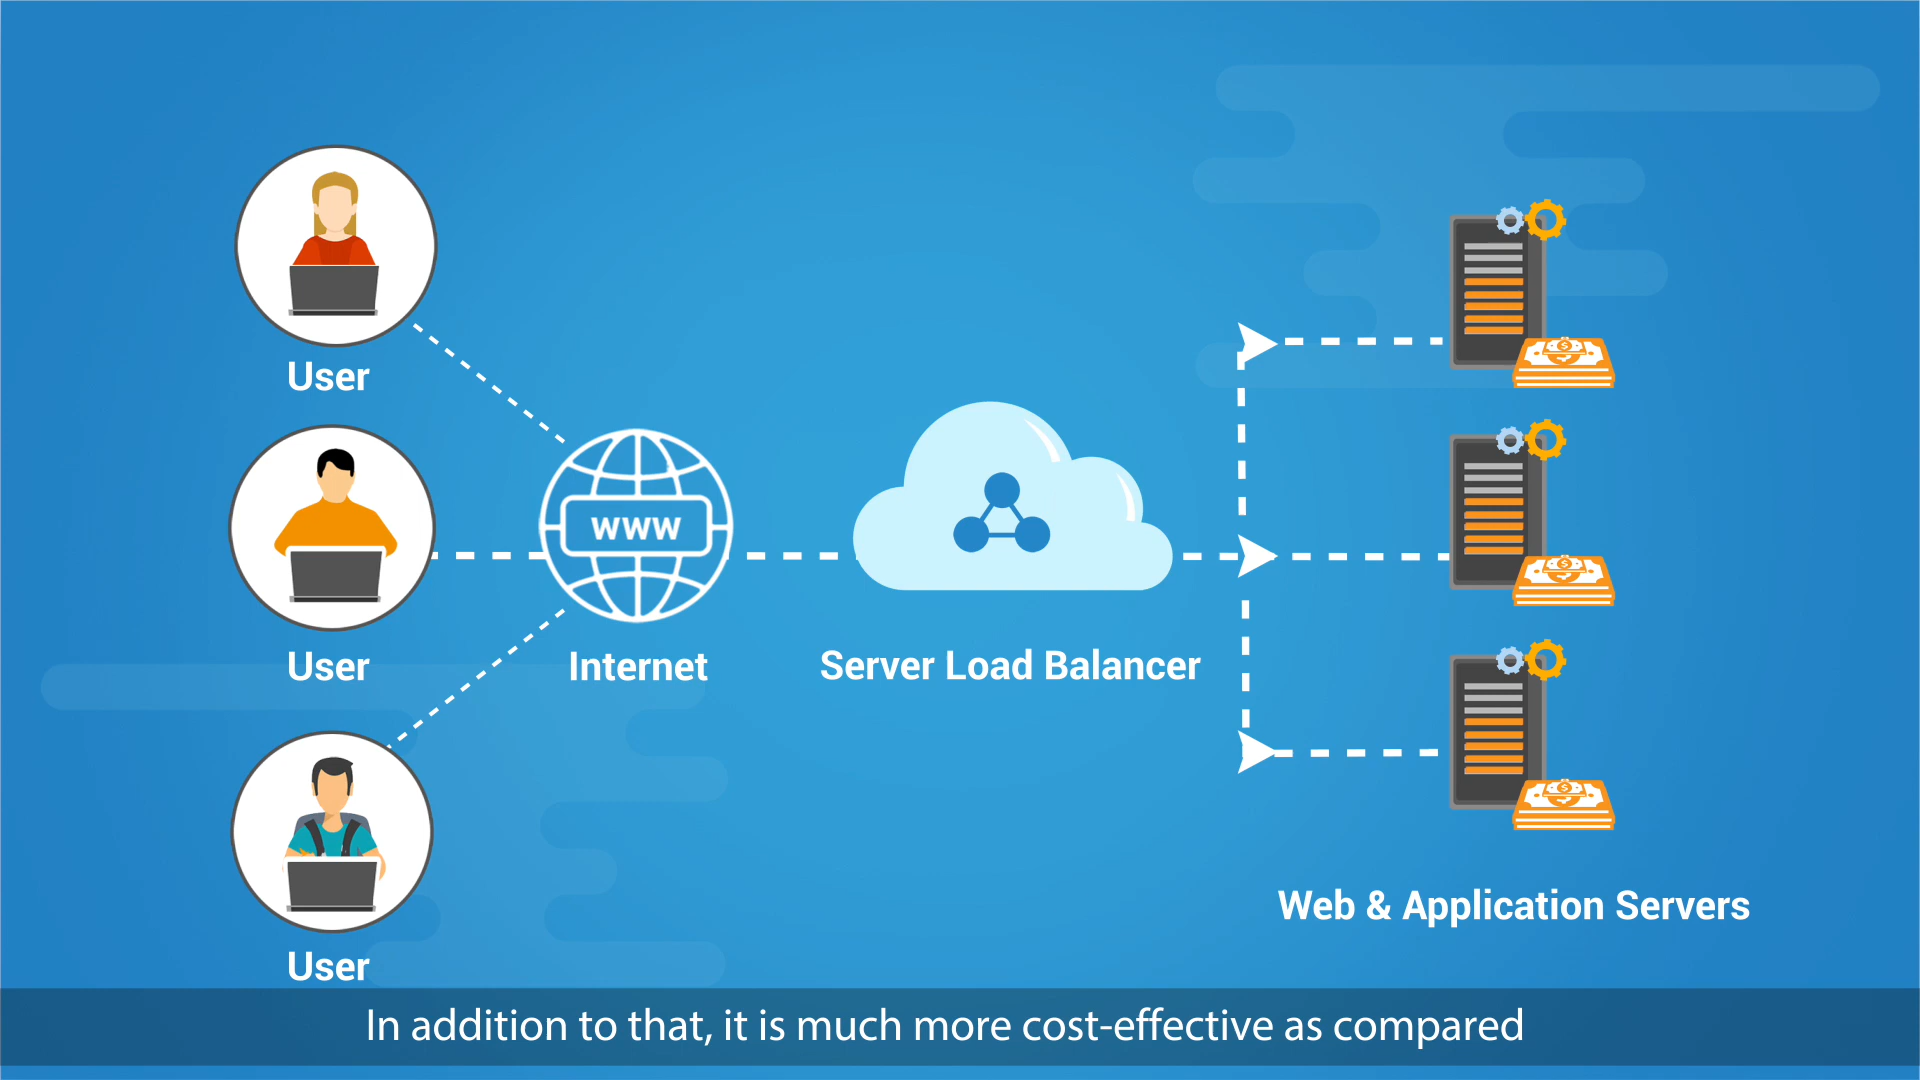 User
User
User
www
Internet
Server Load Balancer
Web & Application Servers
In addition to that, it is much more cost-effective as compared